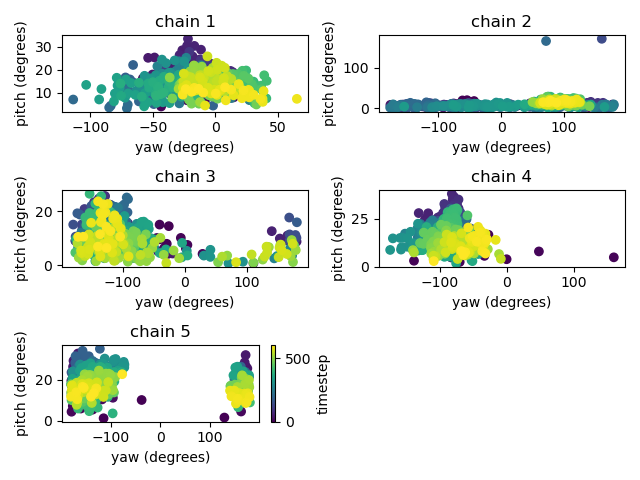 chain 1
pitch (degrees)
30
20
10
−100 −50 0 50
yaw (degrees)
chain 2
pitch (degrees)
100
0
−100 0 100
yaw (degrees)
chain 3
pitch (degrees)
20
0
−100 0 100
yaw (degrees)
chain 4
pitch (degrees)
25
0
−100 0 100
yaw (degrees)
chain 5
pitch (degrees)
20
0
−100 0 100
yaw (degrees)
500
0
timestep